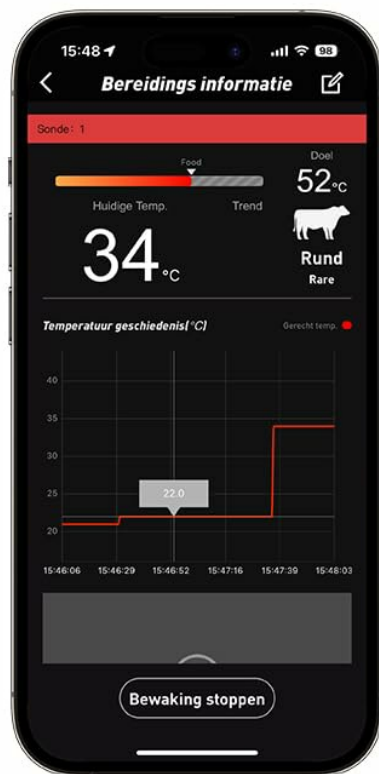 15:48
98
Bereidings informatie
Sonde: 1
Food
Doel
52°C
Huidige Temp.
Trend
34°C
Rund
Rare
Temperatuur geschiedenis(°C)
Gerecht temp.
40
35
30
25
20
22.0
15:46:06 15:46:29 15:46:52 15:47:16 15:47:39 15:48:03
Bewaking stoppen